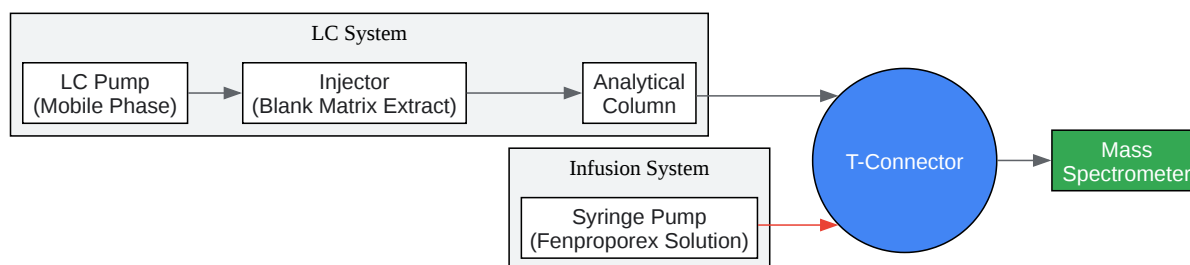 LC System
LC Pump
(Mobile Phase)
Injector
(Blank Matrix Extract)
Analytical
Column
T-Connector
Mass
Spectrometer
Infusion System
Syringe Pump
(Fenproporex Solution)